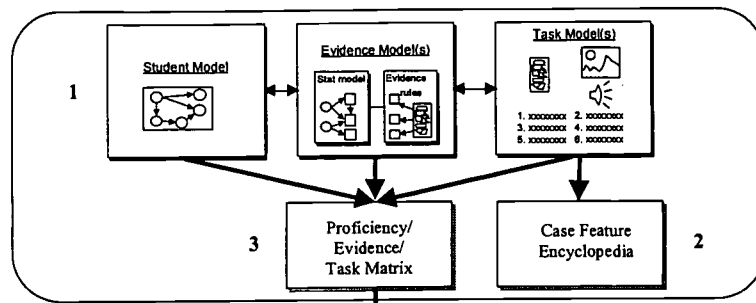 1
Student Model
Evidence Model(s)
Stat model
Evidence
rules
Task Model(s)
1. xxxxxxxx 2. xxxxxxxx
3. xxxxxxxx 4. xxxxxxxx
5. xxxxxxxx 6. xxxxxxxx
3
Proficiency/
Evidence/
Task Matrix
Case Feature
Encyclopedia
2